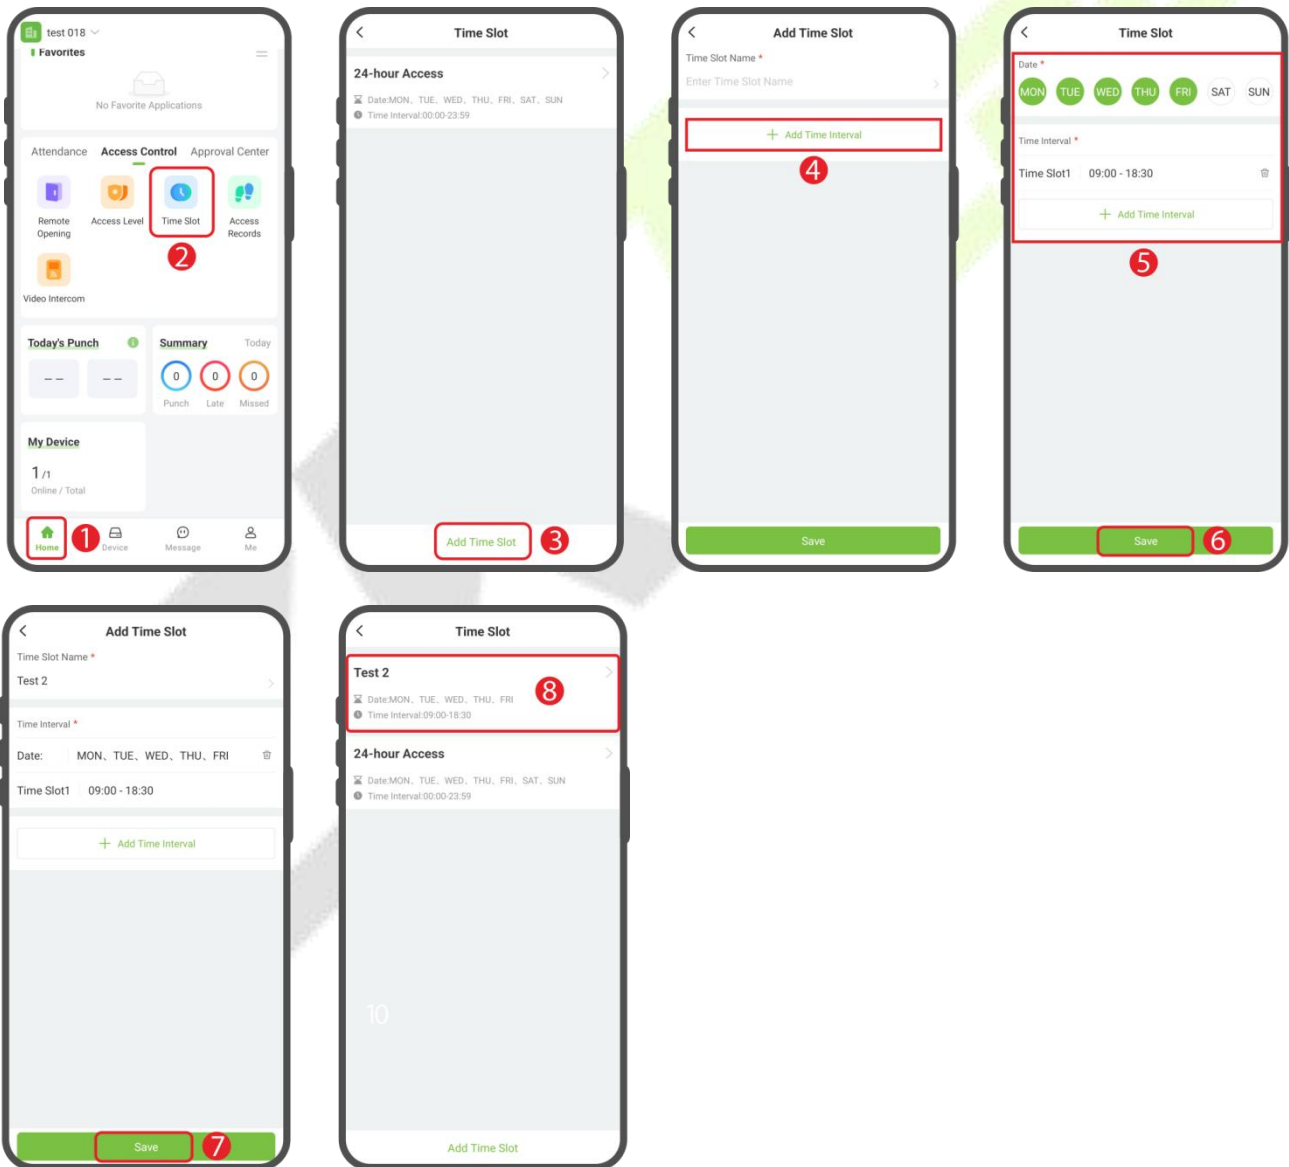 test 018
Favorites
No Favorite Applications
Attendance Access Control Approval Center
Remote Opening
Access Level
Time Slot
Access Records
2
Video Intercom
Today's Punch
-- --
Summary Today
0 0 0
Punch Late Missed
My Device
1 /1
Online / Total
Home
1
Device
Message
Me
Time Slot
24-hour Access
Date:MON、TUE、WED、THU、FRI、SAT、SUN
Time Interval:00:00-23:59
Add Time Slot
3
Add Time Slot
Time Slot Name *
Enter Time Slot Name
+ Add Time Interval
4
Save
Time Slot
Date *
MON TUE WED THU FRI SAT SUN
Time Interval *
Time Slot1 09:00 - 18:30
+ Add Time Interval
5
Save
6
Add Time Slot
Time Slot Name *
Test 2
Time Interval *
Date: MON、TUE、WED、THU、FRI
Time Slot1 09:00 - 18:30
+ Add Time Interval
Save
7
Time Slot
Test 2
8
Date:MON、TUE、WED、THU、FRI
Time Interval:09:00-18:30
24-hour Access
Date:MON、TUE、WED、THU、FRI、SAT、SUN
Time Interval:00:00-23:59
10
Add Time Slot